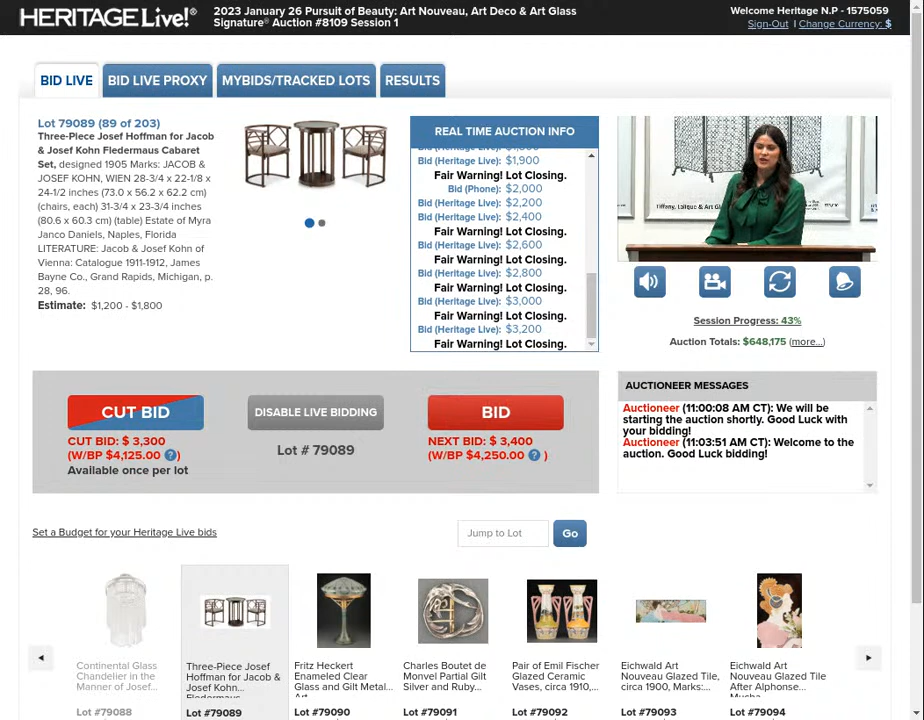 HERITAGE Live!®
2023 January 26 Pursuit of Beauty: Art Nouveau, Art Deco & Art Glass
Signature® Auction #8109 Session 1
Welcome Heritage N.P - 1575059
Sign-Out | Change Currency: $
BID LIVE
BID LIVE PROXY
MYBIDS/TRACKED LOTS
RESULTS
Lot 79089 (89 of 203)
Three-Piece Josef Hoffman for Jacob
& Josef Kohn Fledermaus Cabaret
Set, designed 1905 Marks: JACOB &
JOSEF KOHN, WIEN 28-3/4 x 22-1/8 x
24-1/2 inches (73.0 x 56.2 x 62.2 cm)
(chairs, each) 31-3/4 x 23-3/4 inches
(80.6 x 60.3 cm) (table) Estate of Myra
Janco Daniels, Naples, Florida
LITERATURE: Jacob & Josef Kohn of
Vienna: Catalogue 1911-1912, James
Bayne Co., Grand Rapids, Michigan, p.
28, 96.
Estimate: $1,200 - $1,800
REAL TIME AUCTION INFO
Bid (Heritage Live): $1,900
Fair Warning! Lot Closing.
Bid (Phone): $2,000
Bid (Heritage Live): $2,200
Bid (Heritage Live): $2,400
Fair Warning! Lot Closing.
Bid (Heritage Live): $2,600
Fair Warning! Lot Closing.
Bid (Heritage Live): $2,800
Fair Warning! Lot Closing.
Bid (Heritage Live): $3,000
Fair Warning! Lot Closing.
Bid (Heritage Live): $3,200
Fair Warning! Lot Closing.
Tiffany, Lalique & Art Gl
Session Progress: 43%
Auction Totals: $648,175 (more...)
CUT BID
CUT BID: $ 3,300
(W/BP $4,125.00 ?)
Available once per lot
DISABLE LIVE BIDDING
Lot # 79089
BID
NEXT BID: $ 3,400
(W/BP $4,250.00 ? )
AUCTIONEER MESSAGES
Auctioneer (11:00:08 AM CT): We will be
starting the auction shortly. Good Luck with
your bidding!
Auctioneer (11:03:51 AM CT): Welcome to the
auction. Good Luck bidding!
Set a Budget for your Heritage Live bids
Jump to Lot
Go
Continental Glass
Chandelier in the
Manner of Josef...
Lot #79088
Three-Piece Josef
Hoffman for Jacob &
Josef Kohn...
Fledermaus
Lot #79089
Fritz Heckert
Enameled Clear
Glass and Gilt Metal...
Art
Lot #79090
Charles Boutet de
Monvel Partial Gilt
Silver and Ruby...
Lot #79091
Pair of Emil Fischer
Glazed Ceramic
Vases, circa 1910,...
Lot #79092
Eichwald Art
Nouveau Glazed Tile,
circa 1900, Marks:...
Lot #79093
Eichwald Art
Nouveau Glazed Tile
After Alphonse...
Mucha
Lot #79094